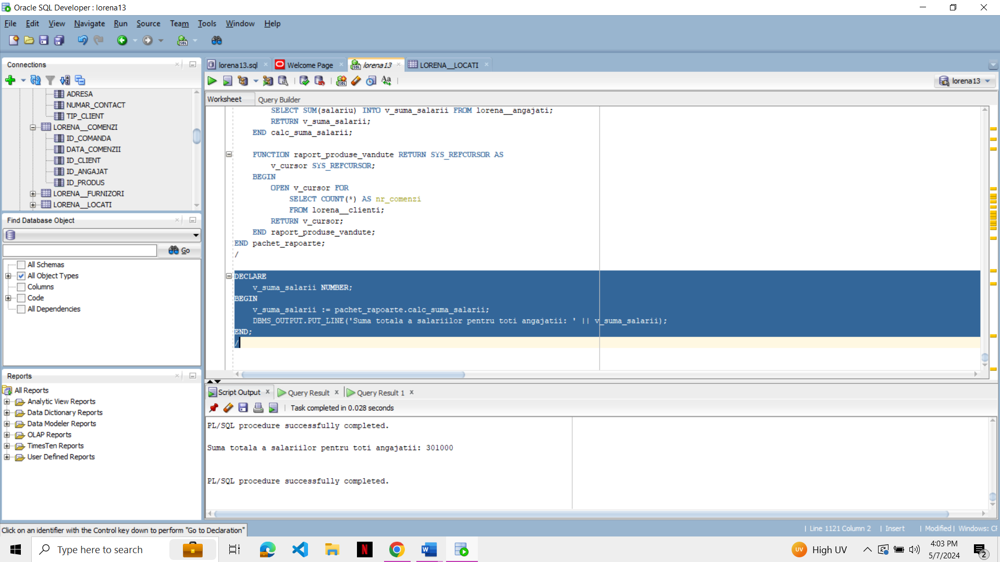 Oracle SQL Developer : lorena13
File Edit View Navigate Run Source Team Tools Window Help
Connections
ADRESA
NUMAR_CONTACT
TIP_CLIENT
LORENA__COMENZI
ID_COMANDA
DATA_COMENZII
ID_CLIENT
ID_ANGAJAT
ID_PRODUS
LORENA__FURNIZORI
LORENA__LOCATI
Find Database Object
Go
All Schemas
All Object Types
Columns
Code
All Dependencies
Reports
All Reports
Analytic View Reports
Data Dictionary Reports
Data Modeler Reports
OLAP Reports
TimesTen Reports
User Defined Reports
lorena13.sql Welcome Page lorena13 LORENA__LOCATI
lorena13
Worksheet Query Builder
SELECT SUM(salariu) INTO v_suma_salarii FROM lorena__angajati;
RETURN v_suma_salarii;
END calc_suma_salarii;
FUNCTION raport_produse_vandute RETURN SYS_REFCURSOR AS
v_cursor SYS_REFCURSOR;
BEGIN
OPEN v_cursor FOR
SELECT COUNT(*) AS nr_comenzi
FROM lorena__clienti;
RETURN v_cursor;
END raport_produse_vandute;
END pachet_rapoarte;
/
DECLARE
v_suma_salarii NUMBER;
BEGIN
v_suma_salarii := pachet_rapoarte.calc_suma_salarii;
DBMS_OUTPUT.PUT_LINE('Suma totala a salariilor pentru toti angajatii: ' || v_suma_salarii);
END;
/
Script Output Query Result Query Result 1
Task completed in 0.028 seconds
PL/SQL procedure successfully completed.
Suma totala a salariilor pentru toti angajatii: 301000
PL/SQL procedure successfully completed.
Click on an identifier with the Control key down to perform "Go to Declaration"
Line 1121 Column 2 | Insert | Modified | Windows: CF
Type here to search
UV High UV
4:03 PM
5/7/2024
2